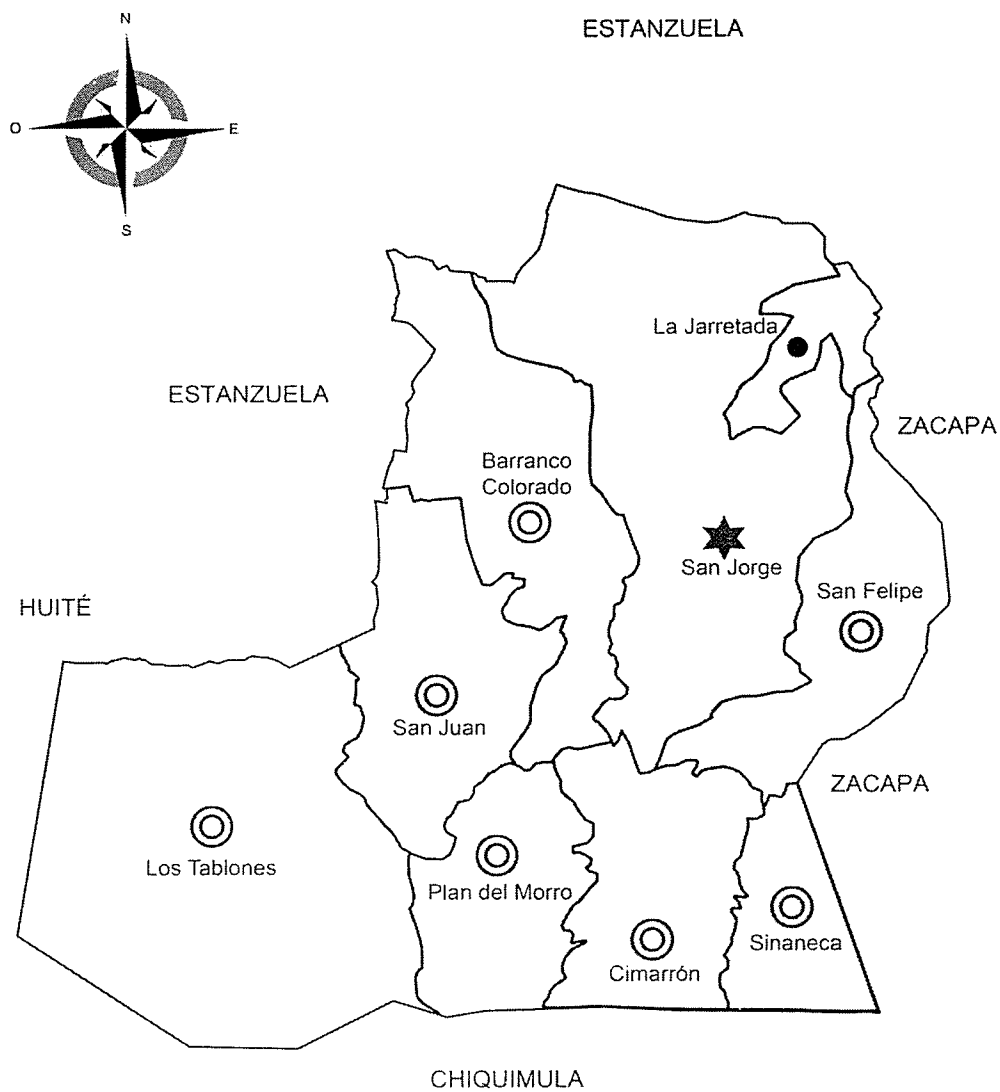 N
ESTANZUELA
O
E
S
La Jarretada
ESTANZUELA
ZACAPA
Barranco
Colorado
San Jorge
San Felipe
HUITÉ
San Juan
ZACAPA
Los Tablones
Plan del Morro
Sinaneca
Cimarrón
CHIQUIMULA